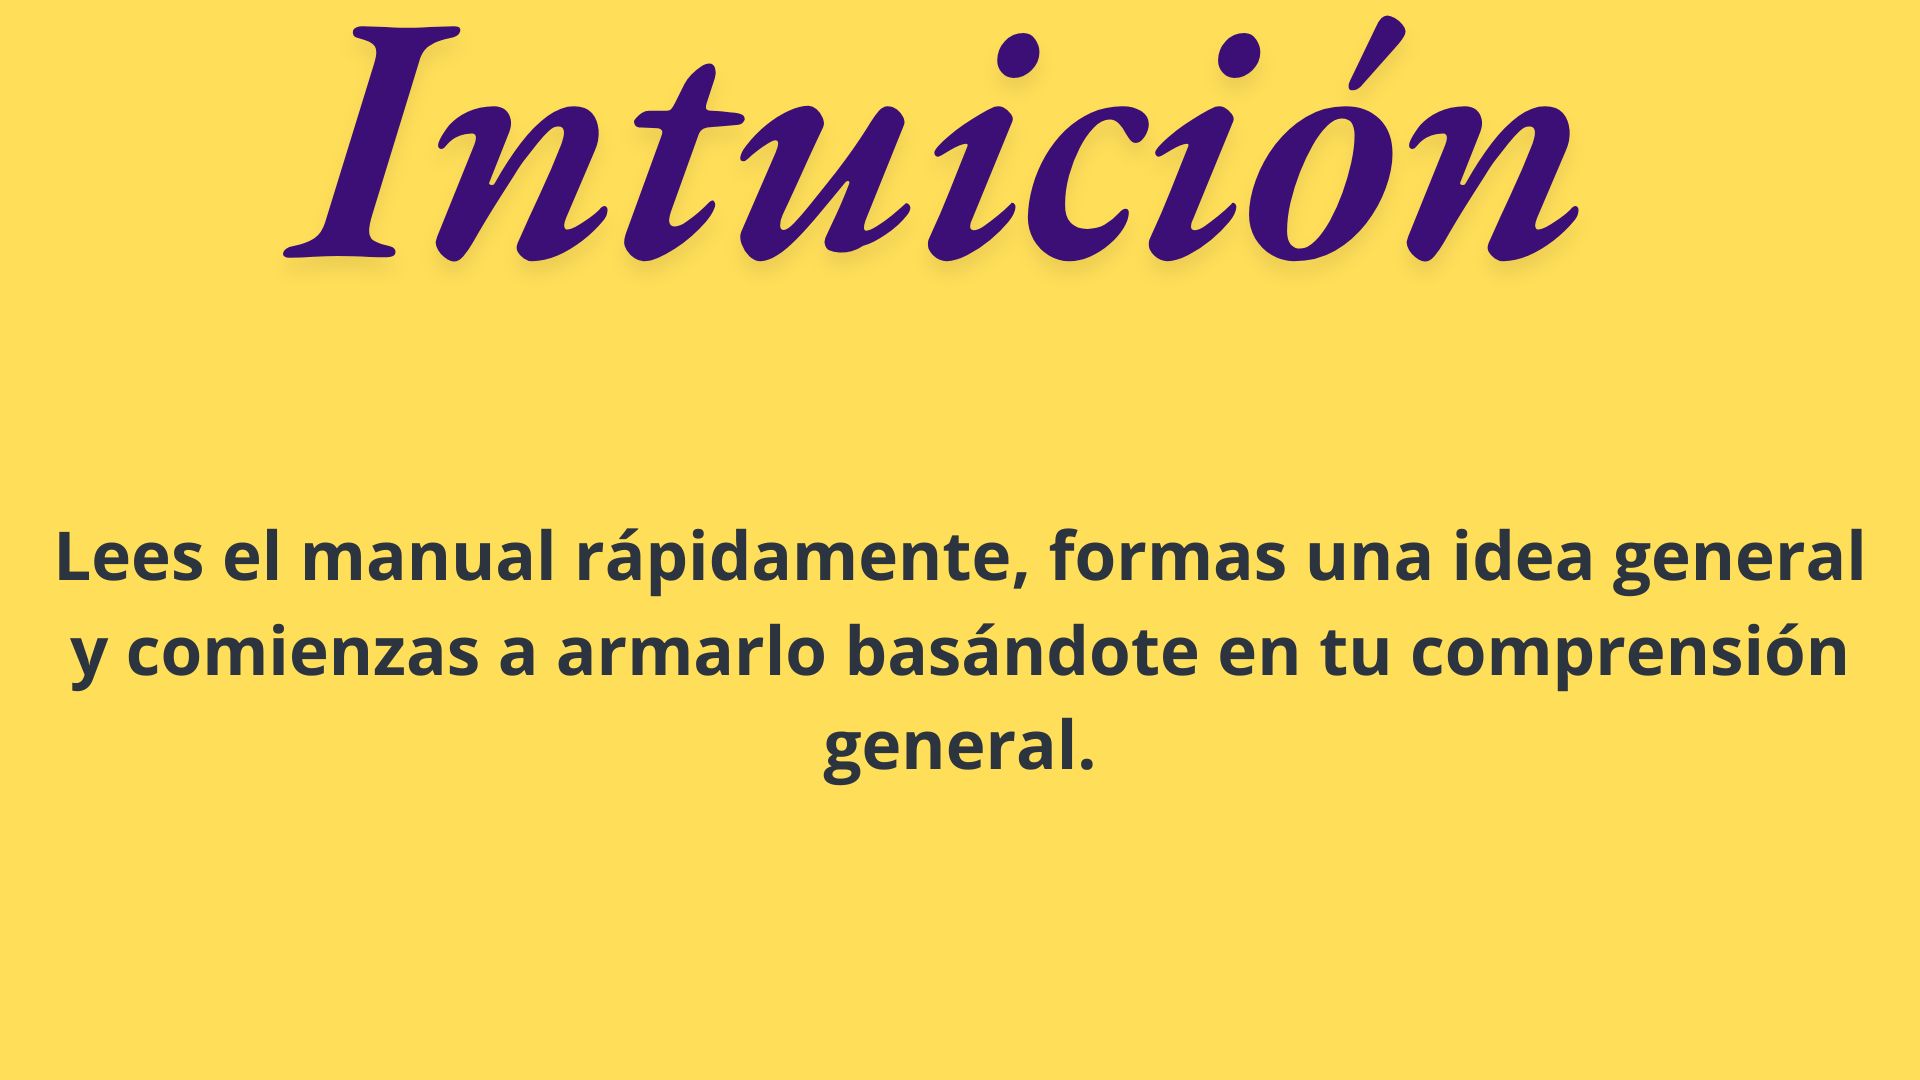 Intuición
Lees el manual rápidamente, formas una idea general
y comienzas a armarlo basándote en tu comprensión
general.